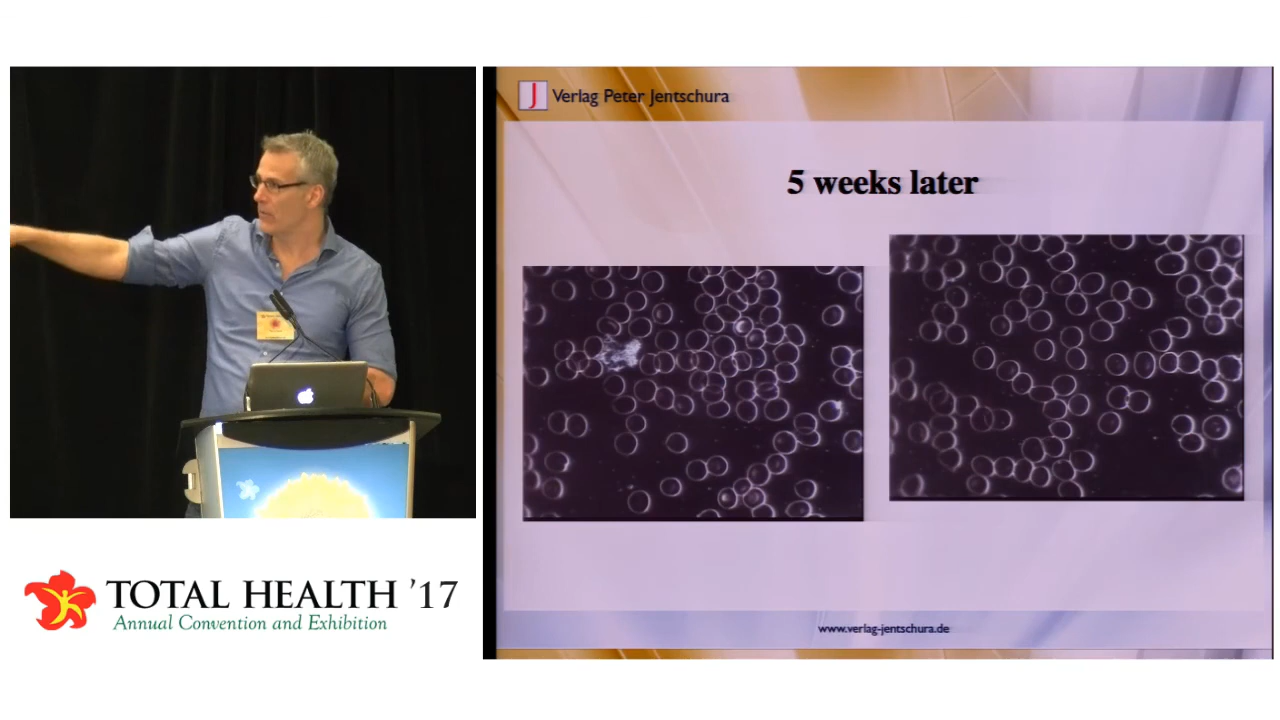 J Verlag Peter Jentschura
5 weeks later
www.verlag-jentschura.de
TOTAL HEALTH ’17
Annual Convention and Exhibition